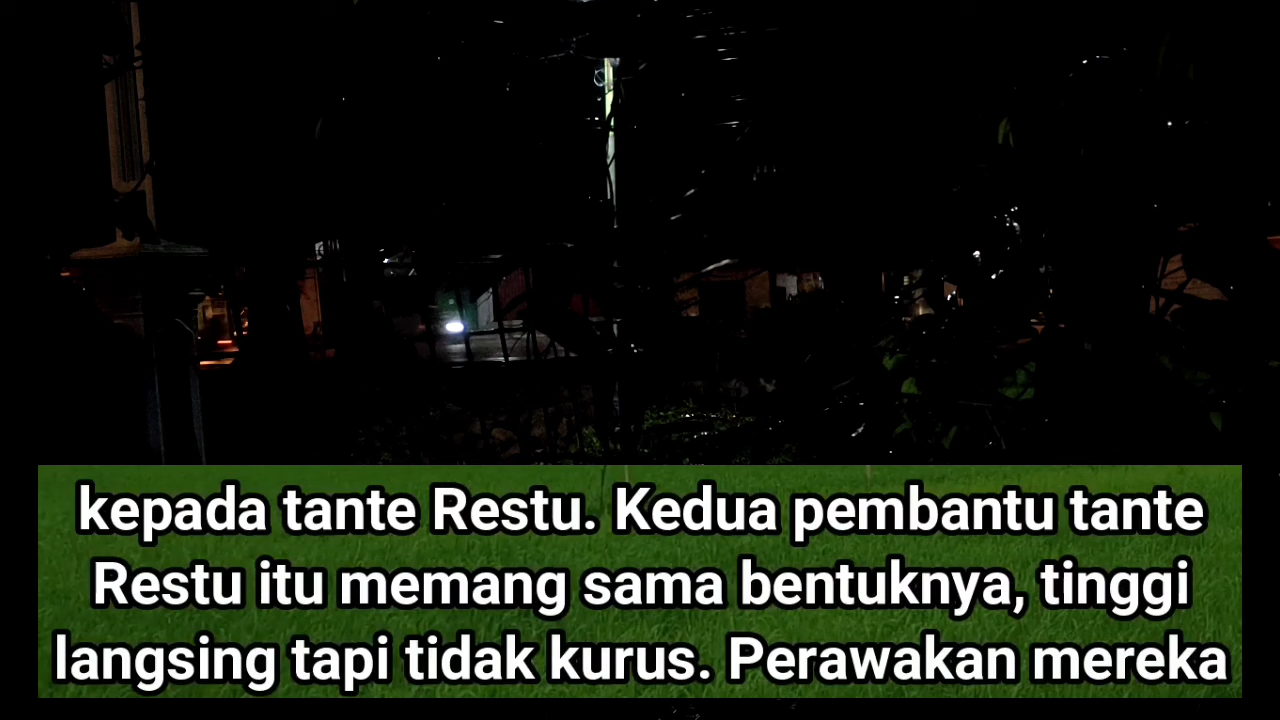 kepada tante Restu. Kedua pembantu tante
Restu itu memang sama bentuknya, tinggi
langsing tapi tidak kurus. Perawakan mereka